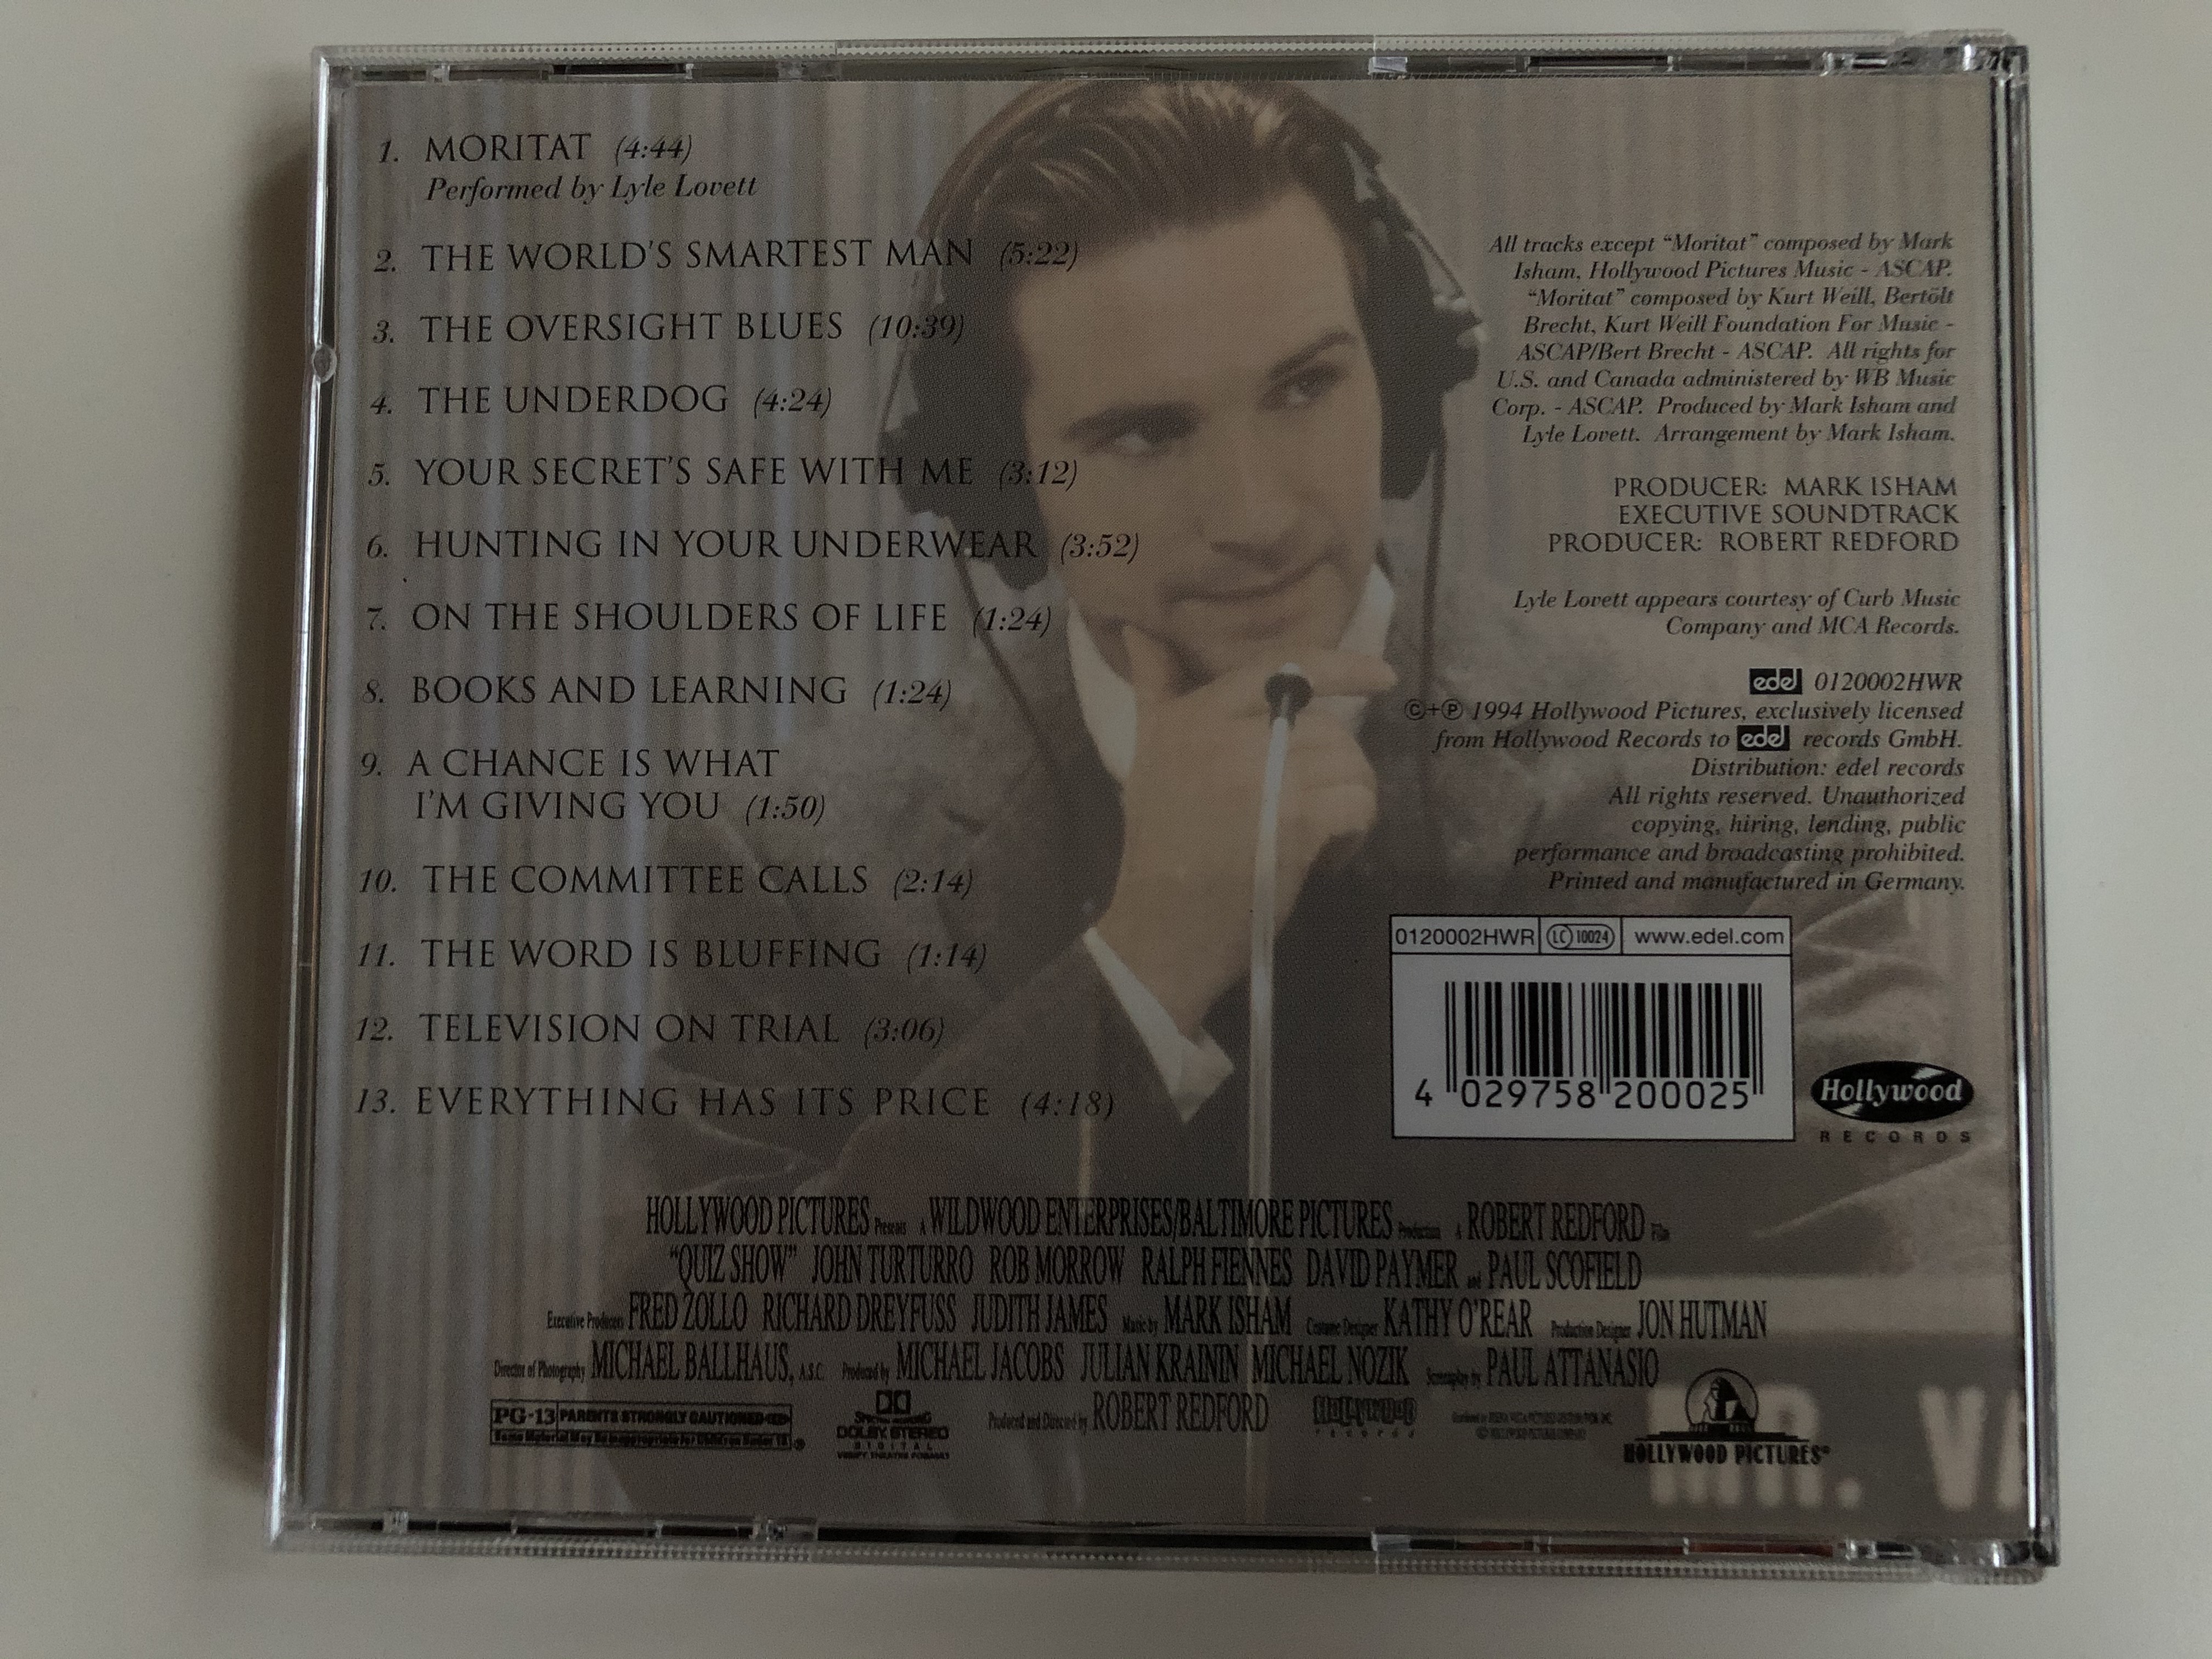 1. MORITAT (4:44)
Performed by Lyle Lovett
2. THE WORLD'S SMARTEST MAN (5:22)
3. THE OVERSIGHT BLUES (10:39)
4. THE UNDERDOG (4:24)
5. YOUR SECRET'S SAFE WITH ME (3:12)
6. HUNTING IN YOUR UNDERWEAR (3:52)
7. ON THE SHOULDERS OF LIFE (1:24)
8. BOOKS AND LEARNING (1:24)
9. A CHANCE IS WHAT
I'M GIVING YOU (1:50)
10. THE COMMITTEE CALLS (2:14)
11. THE WORD IS BLUFFING (1:14)
12. TELEVISION ON TRIAL (3:06)
13. EVERYTHING HAS ITS PRICE (4:18)
All tracks except "Moritat" composed by Mark
Isham, Hollywood Pictures Music - ASCAP.
"Moritat" composed by Kurt Weill, Bertölt
Brecht, Kurt Weill Foundation For Music -
ASCAP/Bert Brecht - ASCAP. All rights for
U.S. and Canada administered by WB Music
Corp. - ASCAP. Produced by Mark Isham and
Lyle Lovett. Arrangement by Mark Isham.
PRODUCER: MARK ISHAM
EXECUTIVE SOUNDTRACK
PRODUCER: ROBERT REDFORD
Lyle Lovett appears courtesy of Curb Music
Company and MCA Records.
edel 0120002HWR
©+℗ 1994 Hollywood Pictures, exclusively licensed
from Hollywood Records to edel records GmbH.
Distribution: edel records
All rights reserved. Unauthorized
copying, hiring, lending, public
performance and broadcasting prohibited.
Printed and manufactured in Germany.
0120002HWR LC 10024 www.edel.com
4 029758 200025
Hollywood
RECORDS
HOLLYWOOD PICTURES Presents A WILDWOOD ENTERPRISES/BALTIMORE PICTURES Production A ROBERT REDFORD Film
"QUIZ SHOW" JOHN TURTURRO ROB MORROW RALPH FIENNES DAVID PAYMER and PAUL SCOFIELD
Executive Producers FRED ZOLLO RICHARD DREYFUSS JUDITH JAMES Music by MARK ISHAM Costume Designer KATHY O'REAR Production Designer JON HUTMAN
Director of Photography MICHAEL BALLHAUS, A.S.C. Produced by MICHAEL JACOBS JULIAN KRAININ MICHAEL NOZIK Screenplay by PAUL ATTANASIO
Produced and Directed by ROBERT REDFORD
PG-13 PARENTS STRONGLY CAUTIONED
Some Material May Be Inappropriate for Children Under 13
DOLBY STEREO
DIGITAL
HOLLYWOOD
records
HOLLYWOOD PICTURES
MR. VA